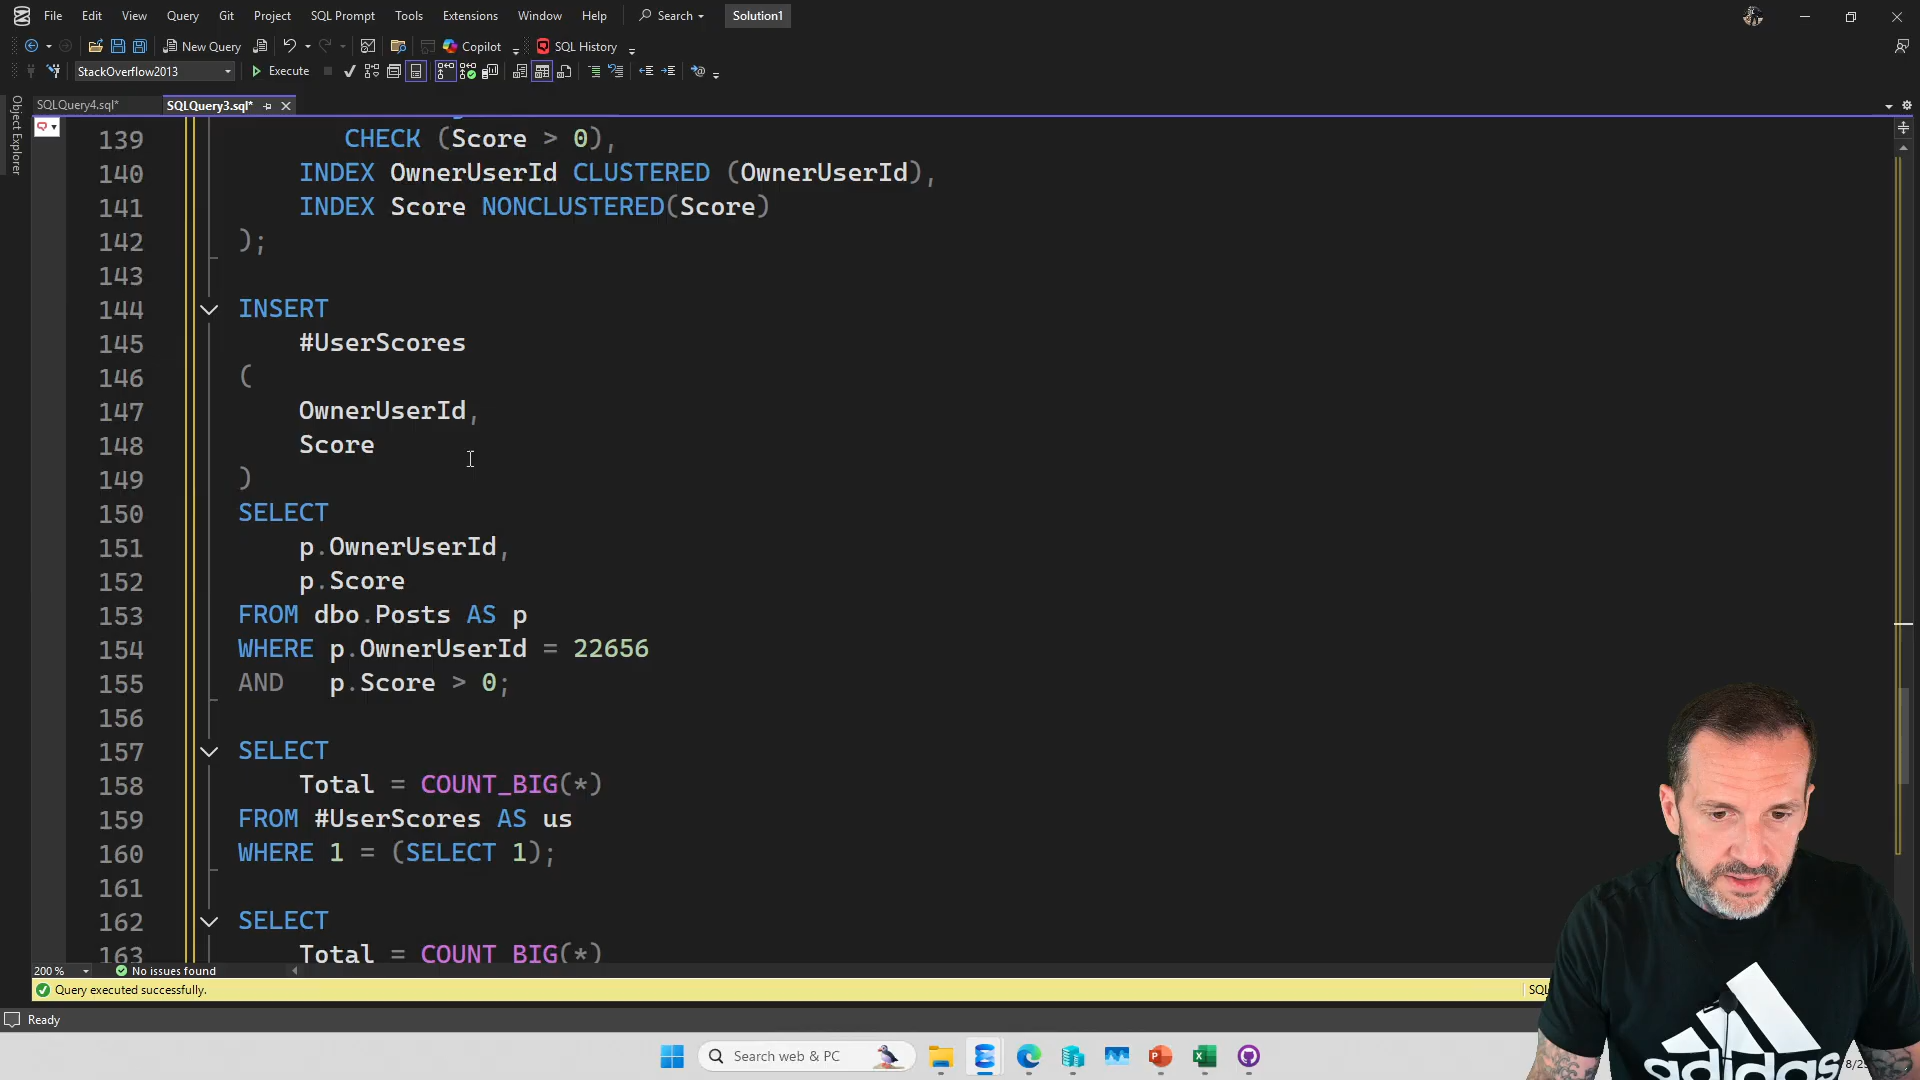 File Edit View Query Git Project SQL Prompt Tools Extensions Window Help Search Solution1
New Query Copilot SQL History
StackOverflow2013 Execute
Object Explorer
SQLQuery4.sql* SQLQuery3.sql*
139 CHECK (Score > 0),
140 INDEX OwnerUserId CLUSTERED (OwnerUserId),
141 INDEX Score NONCLUSTERED(Score)
142 );
143
144 INSERT
145 #UserScores
146 (
147 OwnerUserId,
148 Score
149 )
150 SELECT
151 p.OwnerUserId,
152 p.Score
153 FROM dbo.Posts AS p
154 WHERE p.OwnerUserId = 22656
155 AND p.Score > 0;
156
157 SELECT
158 Total = COUNT_BIG(*)
159 FROM #UserScores AS us
160 WHERE 1 = (SELECT 1);
161
162 SELECT
163 Total = COUNT_BIG(*)
200 % No issues found
Query executed successfully.
Ready
Search web & PC
adidas